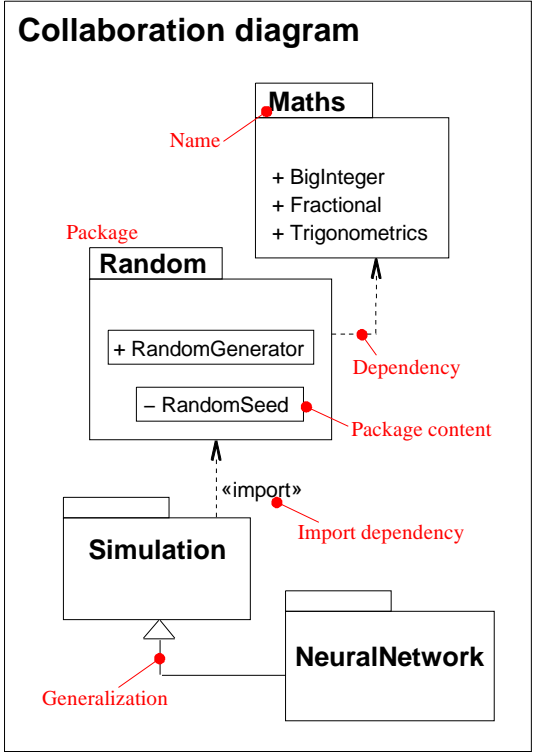 Collaboration diagram
Maths
Name
+ BigInteger
+ Fractional
+ Trigonometrics
Package
Random
+ RandomGenerator
Dependency
– RandomSeed
Package content
«import»
Import dependency
Simulation
NeuralNetwork
Generalization